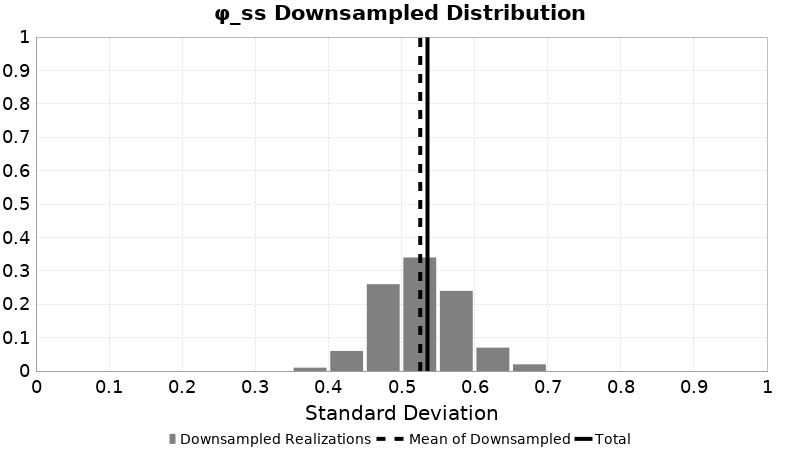 φ_ss Downsampled Distribution
1
0.9
0.8
0.7
0.6
0.5
0.4
0.3
0.2
0.1
0
0 0.1 0.2 0.3 0.4 0.5 0.6 0.7 0.8 0.9 1
Standard Deviation
Downsampled Realizations Mean of Downsampled Total